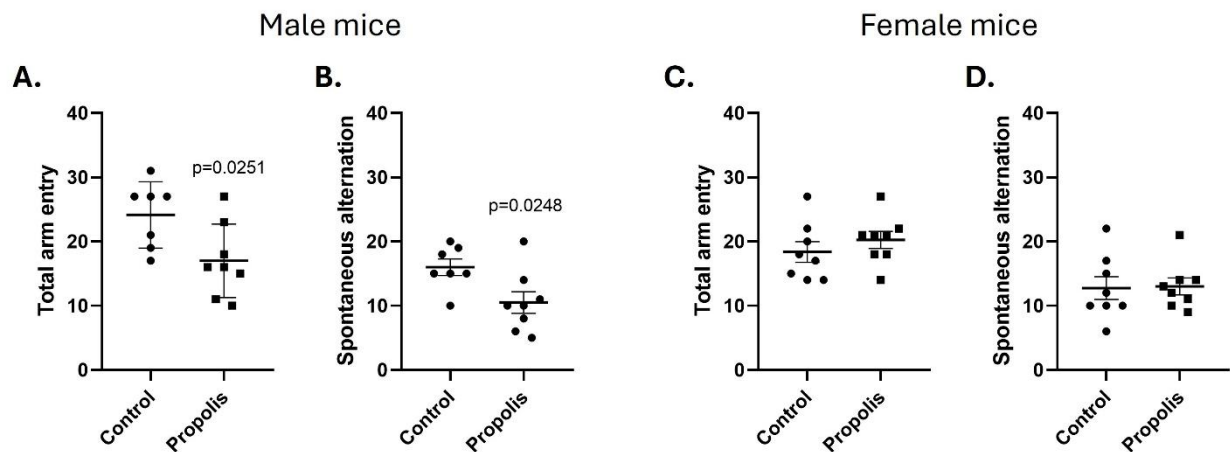 Male mice
Female mice
A.
B.
C.
D.
Total arm entry
40
30
20
10
0
p=0.0251
Control
Propolis
Spontaneous alternation
40
30
20
10
0
p=0.0248
Control
Propolis
Total arm entry
40
30
20
10
0
Control
Propolis
Spontaneous alternation
40
30
20
10
0
Control
Propolis